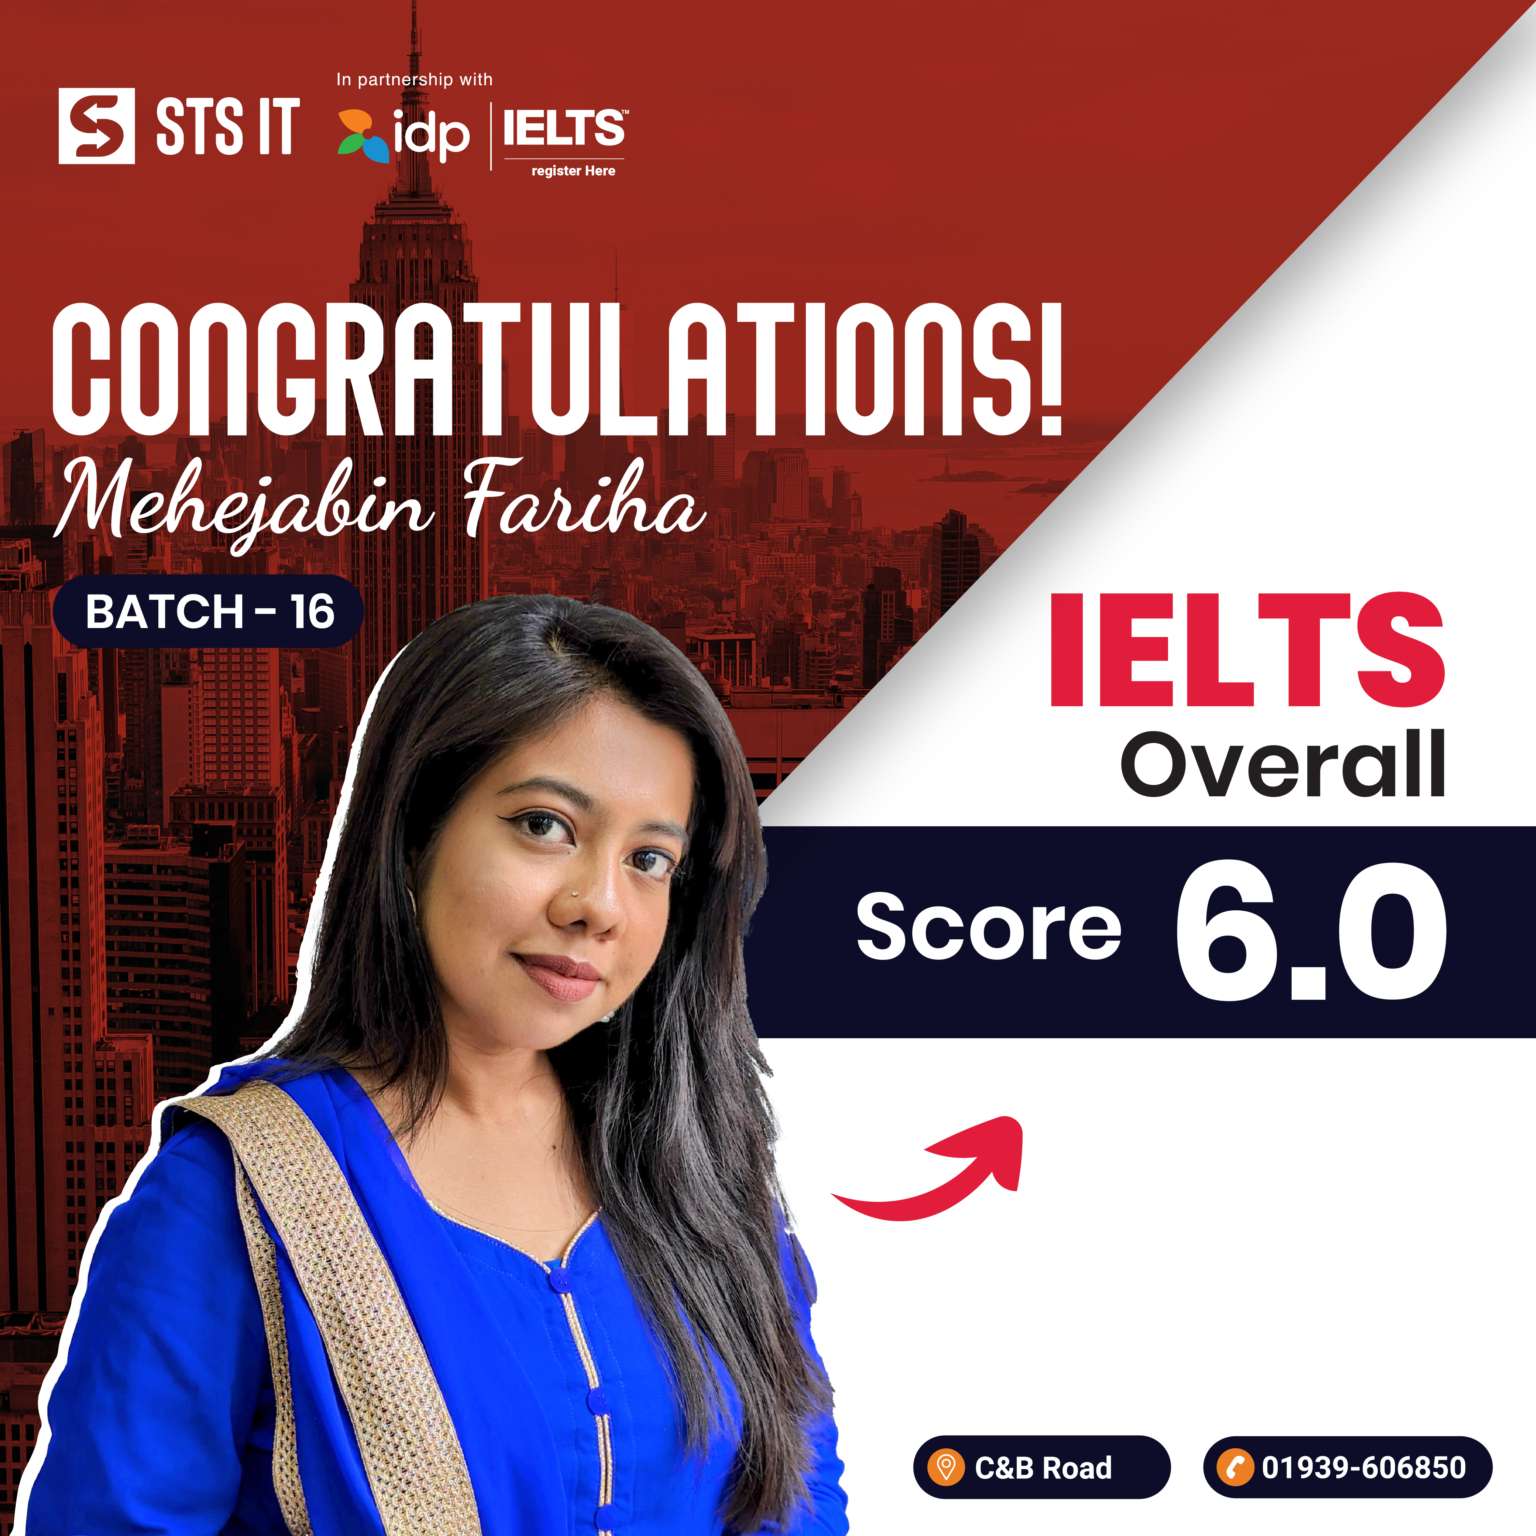 STS IT
In partnership with
idp
IELTS™
register Here
CONGRATULATIONS!
Mehejabin Fariha
BATCH - 16
IELTS
Overall
Score 6.0
C&B Road
01939-606850